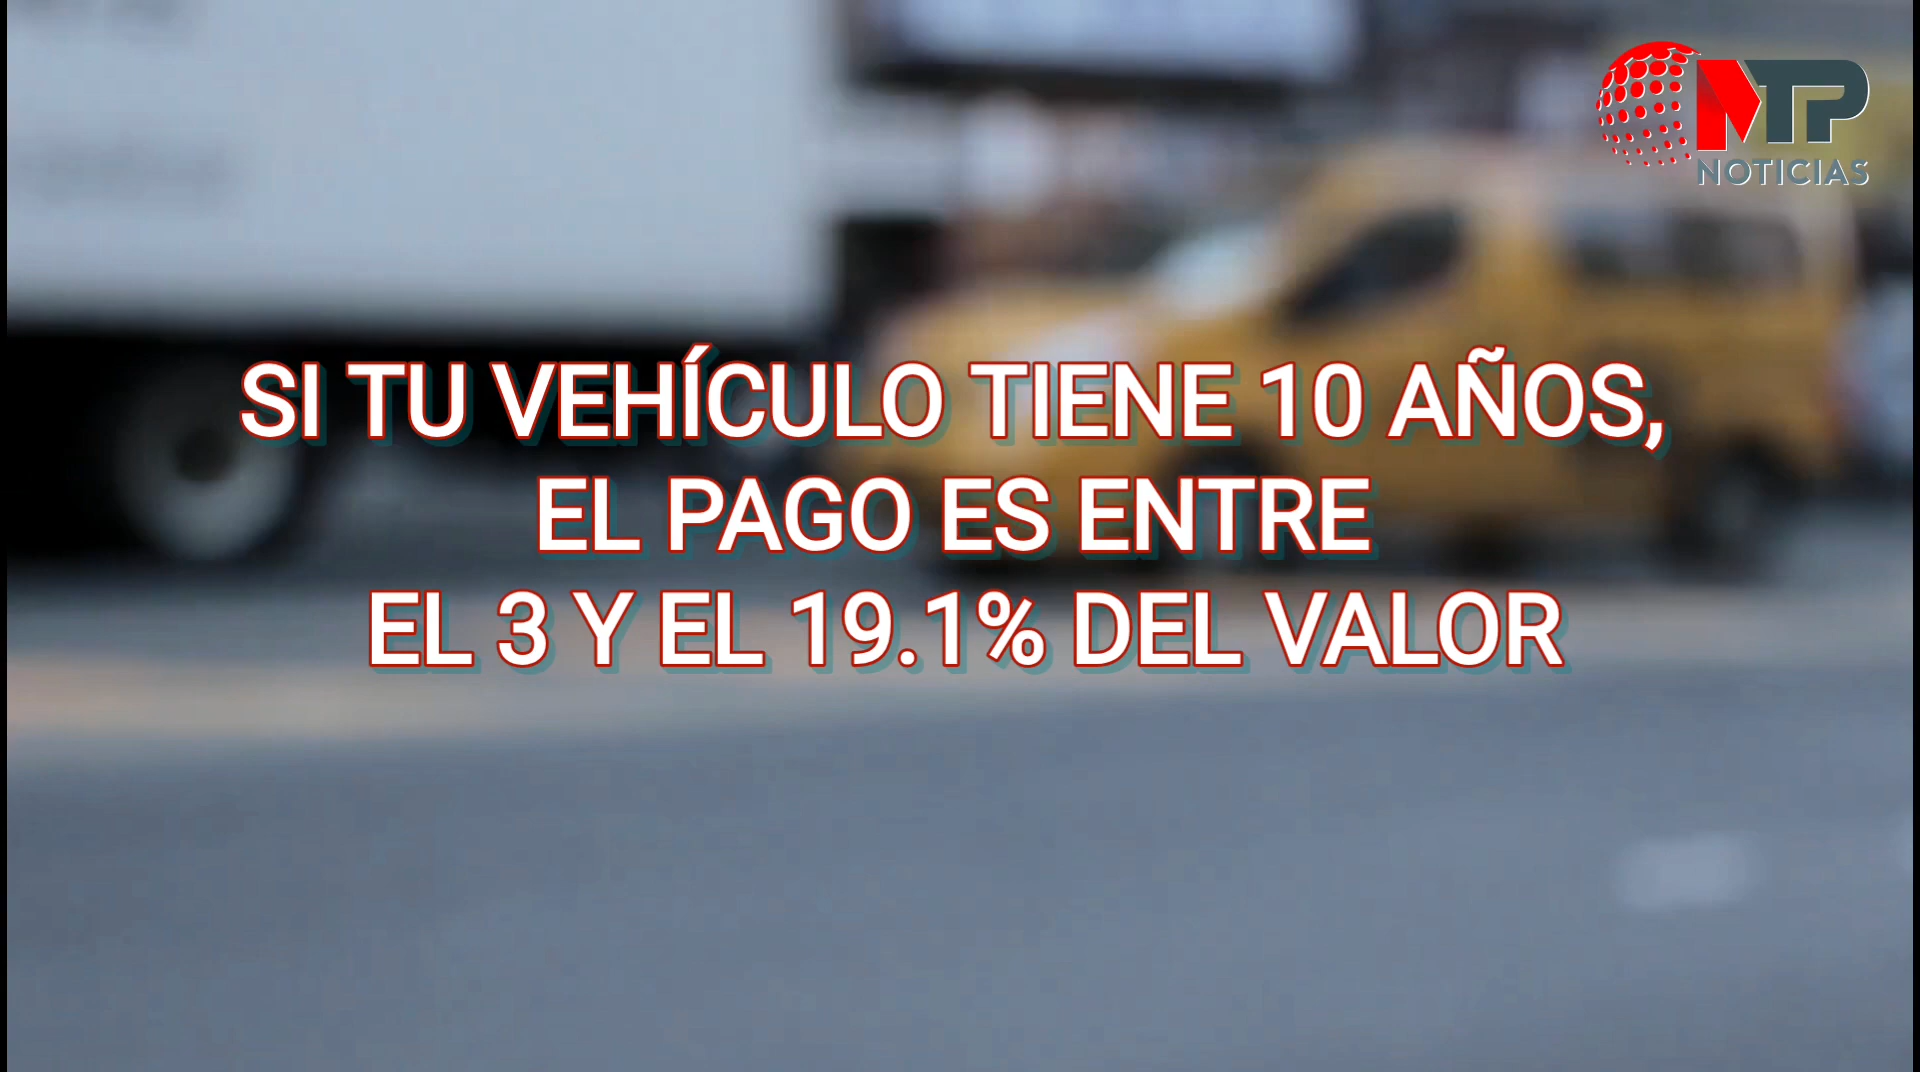 MTP
NOTICIAS
SI TU VEHÍCULO TIENE 10 AÑOS,
EL PAGO ES ENTRE
EL 3 Y EL 19.1% DEL VALOR